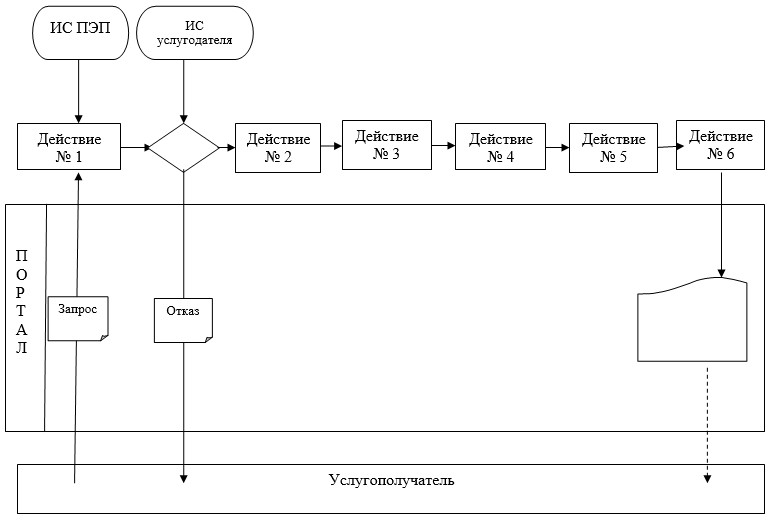 ИС ПЭП
ИС
услугодателя
Действие
№ 1
Действие
№ 2
Действие
№ 3
Действие
№ 4
Действие
№ 5
Действие
№ 6
П
О
Р
Т
А
Л
Запрос
Отказ
Услугополучатель